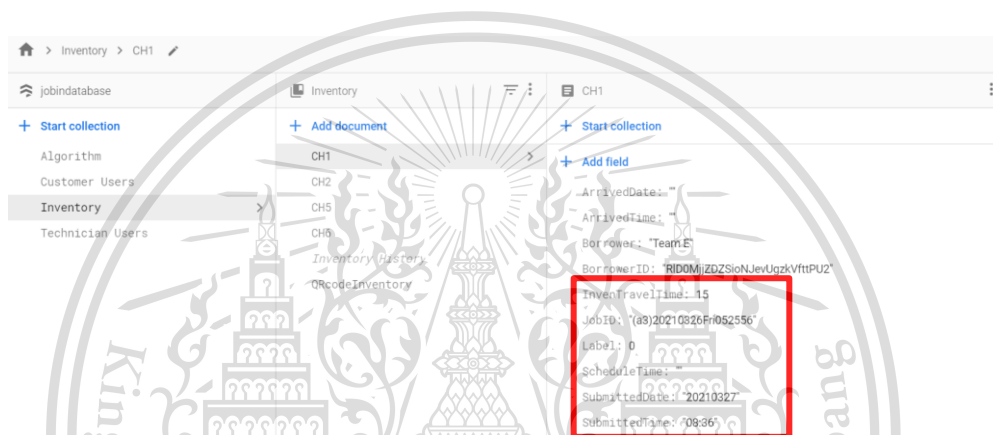 Inventory > CH1
jobindatabase
Start collection
Algorithm
Customer Users
Inventory
Technician Users
Inventory
Add document
CH1
CH2
CH5
CH6
Inventory History
QRcodeInventory
CH1
Start collection
Add field
ArrivedDate: ""
ArrivedTime: ""
Borrower: "Team E"
BorrowerID: "RlD0MjjZDZSioNJevUgzkVfttPU2"
InvenTravelTime: 15
JobID: "(a3)20210326Fri052556"
Label: 0
ScheduleTime: ""
SubmittedDate: "20210327"
SubmittedTime: "08:36"